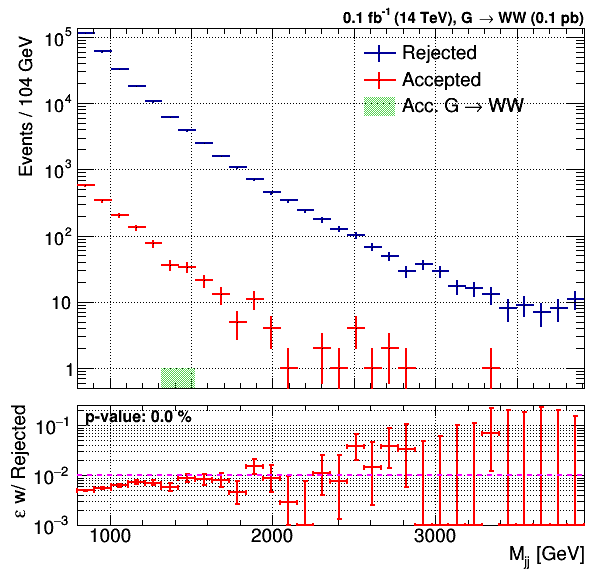 0.1 fb⁻¹ (14 TeV), G → WW (0.1 pb)
Events / 104 GeV
10⁵
10⁴
10³
10²
10
1
Rejected
Accepted
Acc. G → WW
ε w/ Rejected
p-value: 0.0 %
10⁻¹
10⁻²
10⁻³
1000
2000
3000
M_jj [GeV]